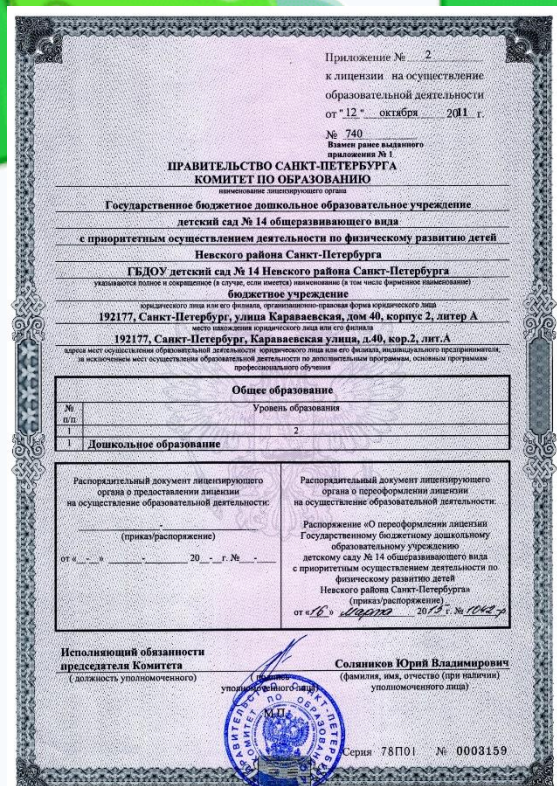 Приложение № 2
к лицензии на осуществление
образовательной деятельности
от "12" октября 2011 г.
№ 740
Взамен ранее выданного
приложения № 1
ПРАВИТЕЛЬСТВО САНКТ-ПЕТЕРБУРГА
КОМИТЕТ ПО ОБРАЗОВАНИЮ
наименование лицензирующего органа
Государственное бюджетное дошкольное образовательное учреждение
детский сад № 14 общеразвивающего вида
с приоритетным осуществлением деятельности по физическому развитию детей
Невского района Санкт-Петербурга
ГБДОУ детский сад № 14 Невского района Санкт-Петербурга
указываются полное и сокращенное (в случае, если имеется) наименование (в том числе фирменное наименование)
бюджетное учреждение
юридического лица или его филиала, организационно-правовая форма юридического лица
192177, Санкт-Петербург, улица Караваевская, дом 40, корпус 2, литер А
место нахождения юридического лица или его филиала
192177, Санкт-Петербург, Караваевская улица, д.40, кор.2, лит.А
адреса мест осуществления образовательной деятельности юридического лица или его филиала, индивидуального предпринимателя,
за исключением мест осуществления образовательной деятельности по дополнительным программам, основным программам
профессионального обучения
Общее образование
№ п/п
Уровень образования
1 2
1 Дошкольное образование
Распорядительный документ лицензирующего
органа о предоставлении лицензии
на осуществление образовательной деятельности:
-
(приказ/распоряжение)
от « - » - 20 - г. № -
Распорядительный документ лицензирующего
органа о переоформлении лицензии
на осуществление образовательной деятельности:
Распоряжение «О переоформлении лицензии
Государственному бюджетному дошкольному
образовательному учреждению
детскому саду № 14 общеразвивающего вида
с приоритетным осуществлением деятельности по
физическому развитию детей
Невского района Санкт-Петербурга»
(приказ/распоряжение)
от «16» марта 2015 г. № 1042-р
Исполняющий обязанности
председателя Комитета
(должность уполномоченного)
(подпись
уполномоченного лица)
Соляников Юрий Владимирович
(фамилия, имя, отчество (при наличии)
уполномоченного лица)
М.П.
Серия 78П01 № 0003159